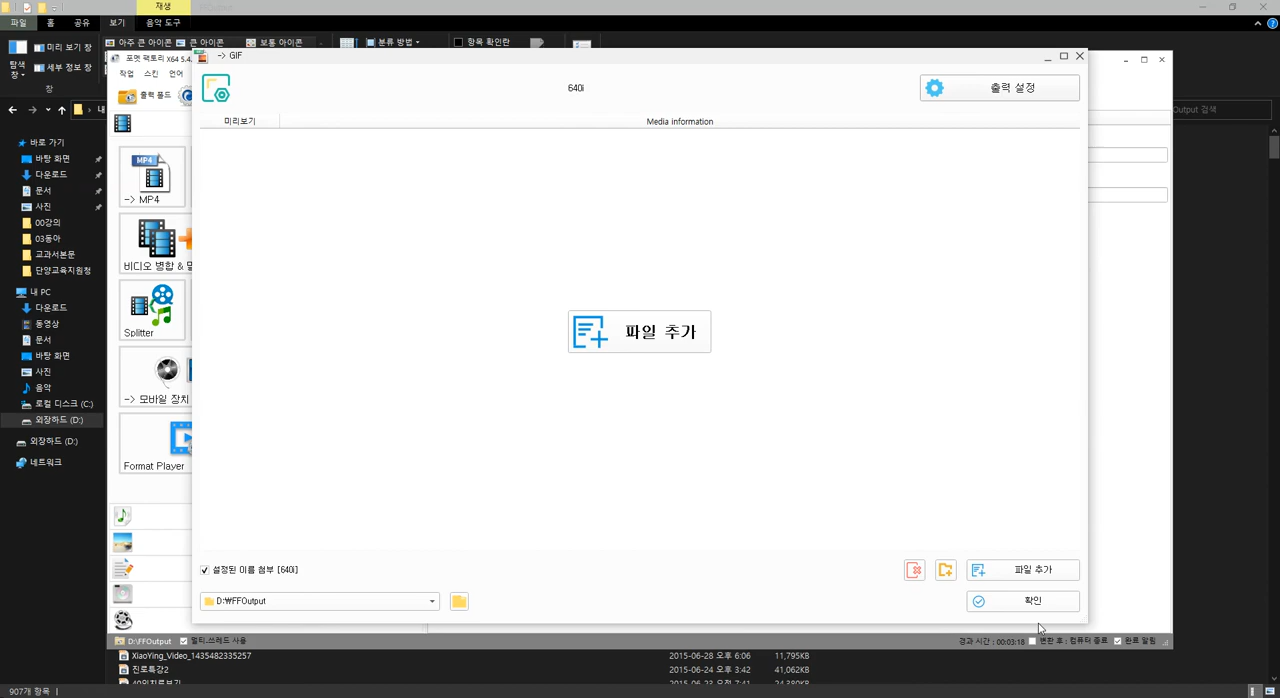 재생
FFOutput
파일 홈 공유 보기 음악 도구
미리 보기 창
세부 정보 창
탐색
창
창
아주 큰 아이콘 큰 아이콘 보통 아이콘
분류 방법
항목 확인란
포멧 팩토리 X64 5.4.
작업 스킨 언어
출력 폴드
-> GIF
640i
출력 설정
미리보기
Media information
Output 검색
바로 가기
바탕 화면
다운로드
문서
사진
00강의
03동아
교과서본문
단양교육지원청
내 PC
다운로드
동영상
문서
바탕 화면
사진
음악
로컬 디스크 (C:)
외장하드 (D:)
외장하드 (D:)
네트워크
MP4
-> MP4
비디오 병합 &
Splitter
-> 모바일 장치
Format Player
파일 추가
설정된 이름 첨부 [640i]
파일 추가
D:₩FFOutput
확인
D:\FFOutput
멀티-쓰레드 사용
경과 시간 : 00:03:18
변환 후 : 컴퓨터 종료
완료 알림
XiaoYing_Video_1435482335257 2015-06-28 오후 6:06 11,795KB
진로특강2 2015-06-24 오후 3:42 41,062KB
907개 항목